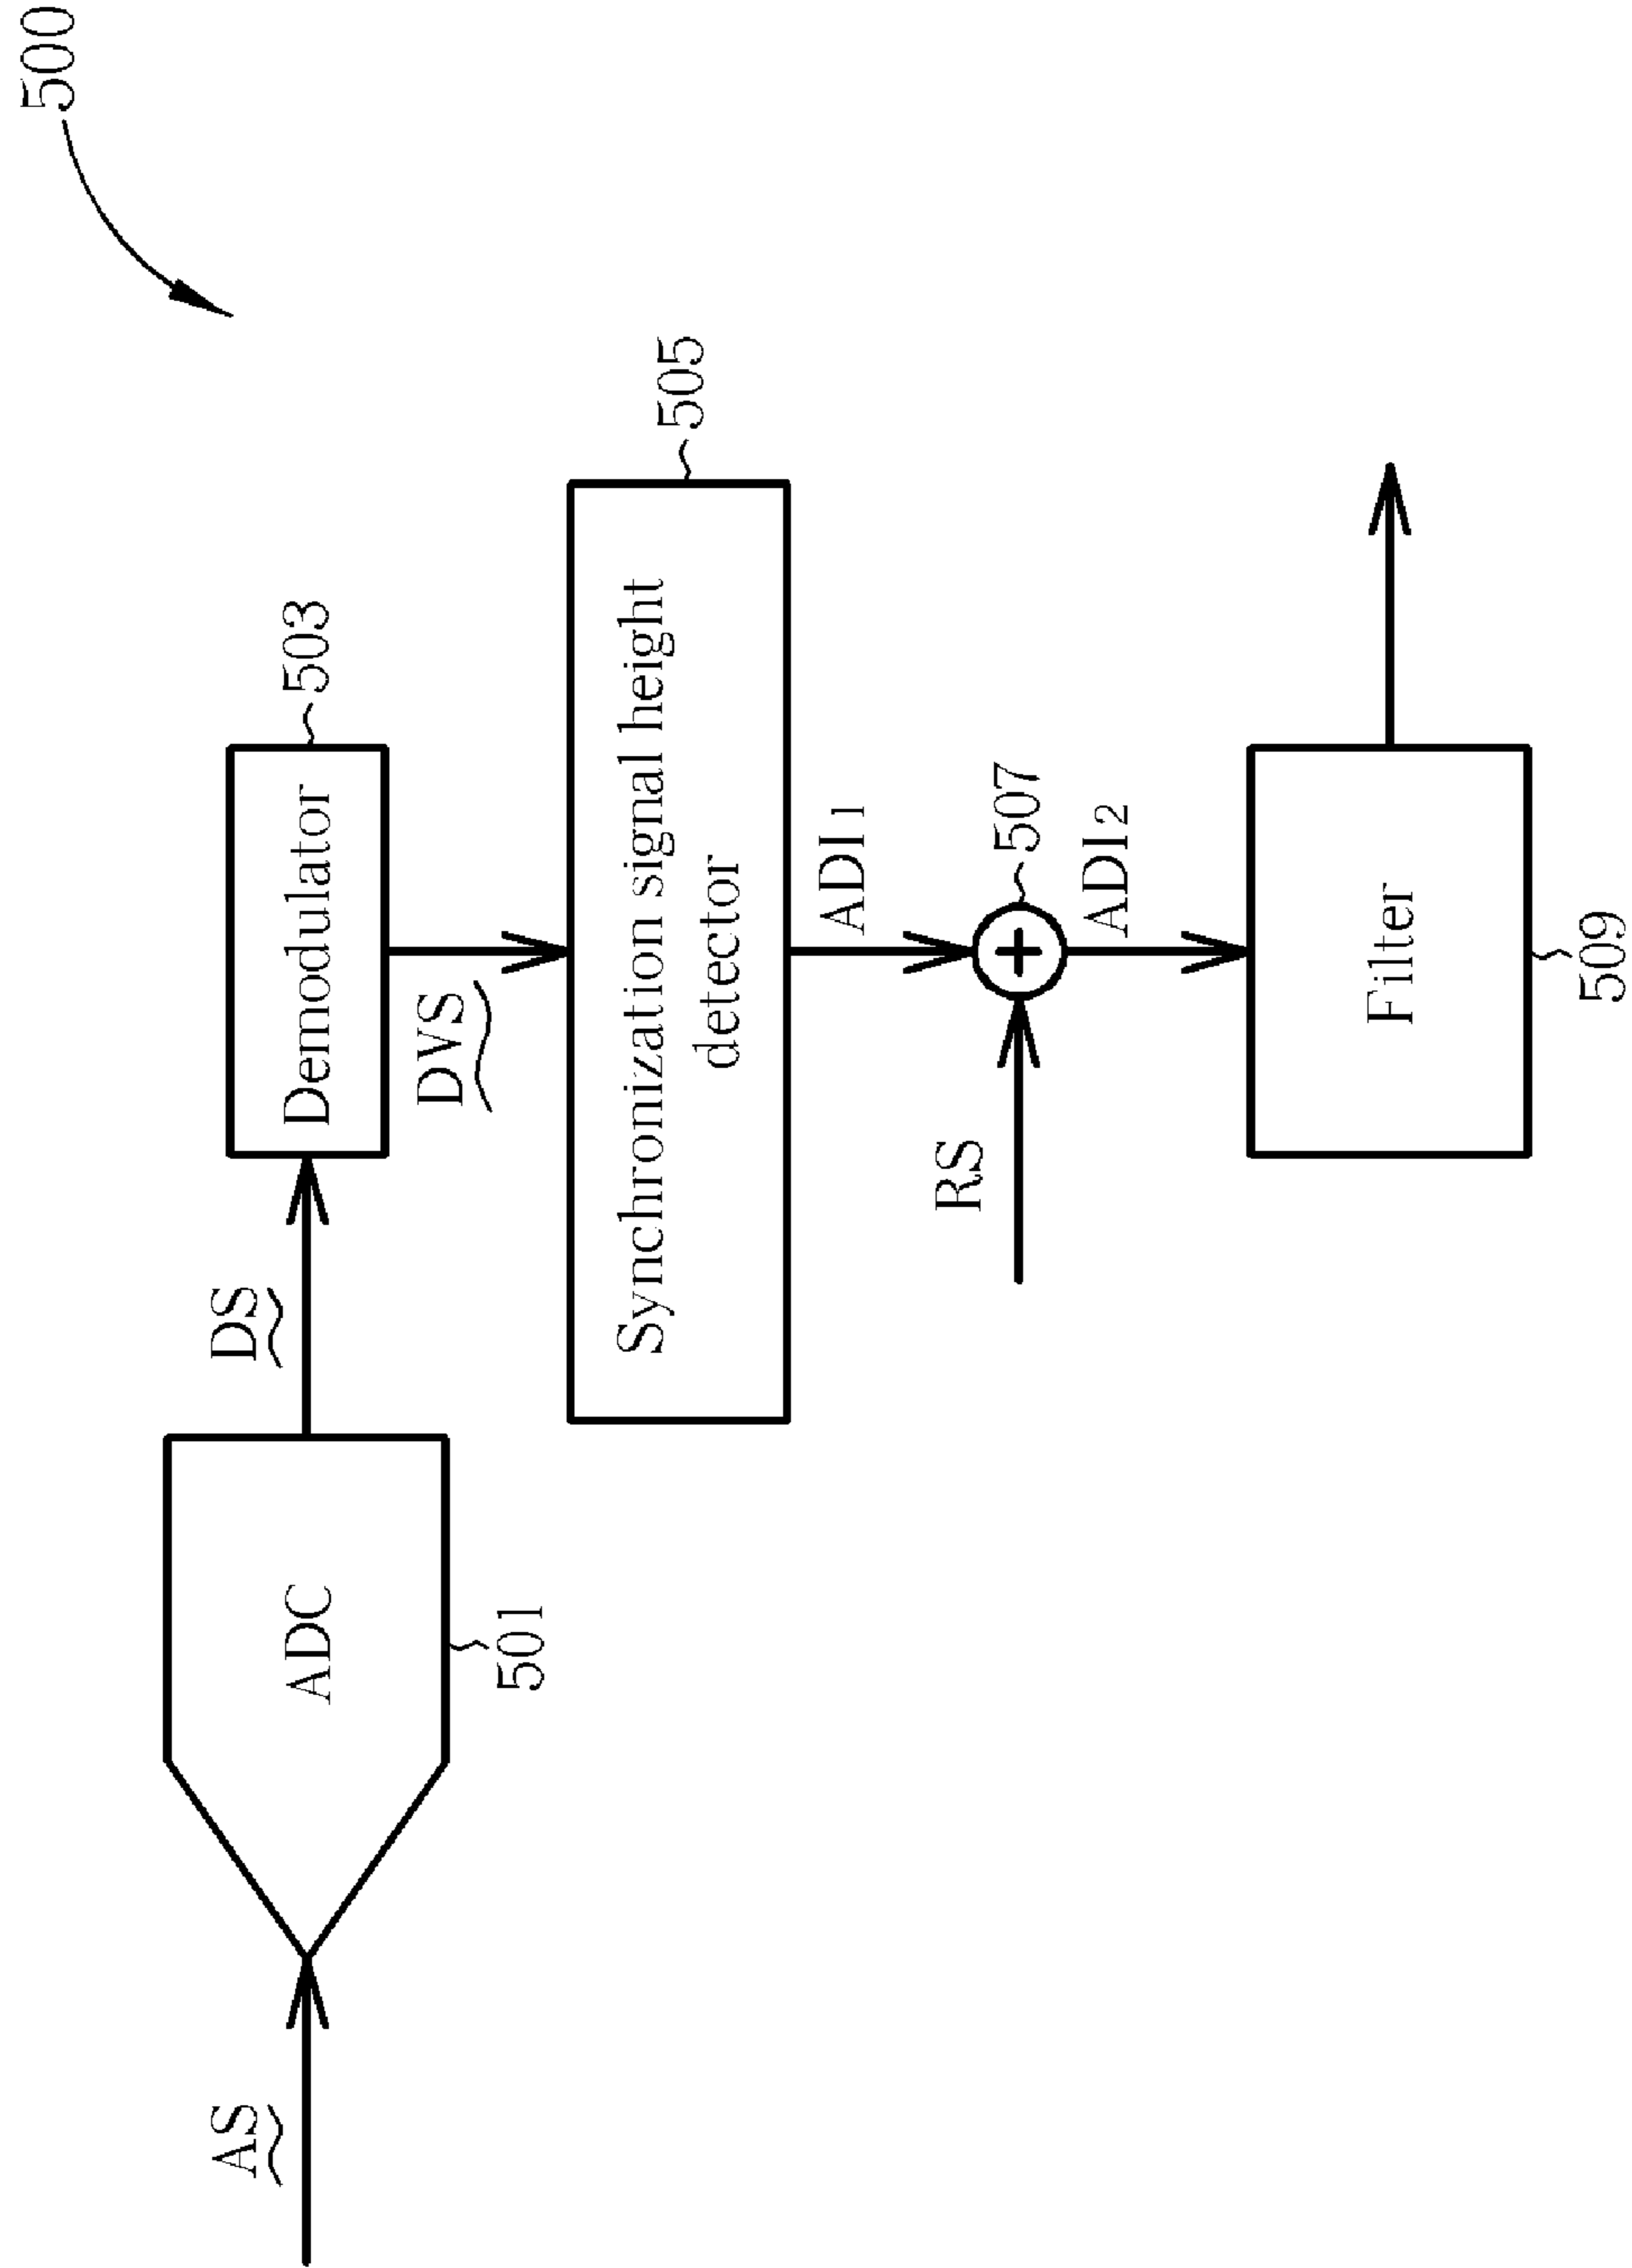 500
AS
ADC
501
DS
Demodulator
503
DVS
Synchronization signal height
detector
505
ADI1
RS
507
ADI2
Filter
509